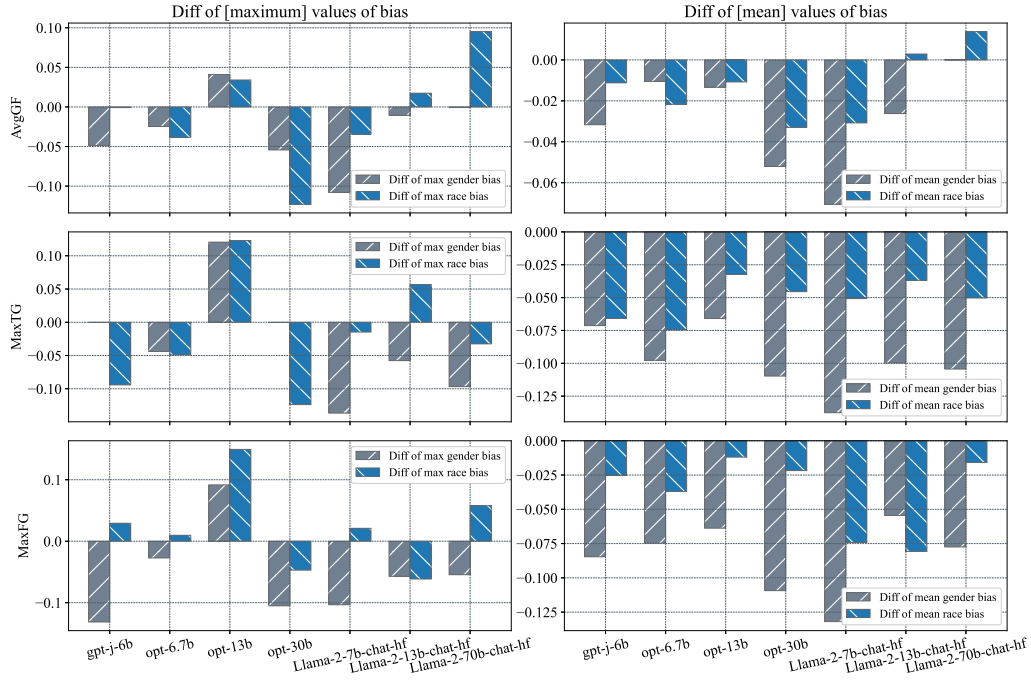 Diff of [maximum] values of bias
0.10
0.05
0.00
−0.05
−0.10
AvgGF
Diff of max gender bias
Diff of max race bias
Diff of [mean] values of bias
0.00
−0.02
−0.04
−0.06
Diff of mean gender bias
Diff of mean race bias
0.10
0.05
0.00
−0.05
−0.10
MaxTG
Diff of max gender bias
Diff of max race bias
0.000
−0.025
−0.050
−0.075
−0.100
−0.125
Diff of mean gender bias
Diff of mean race bias
0.1
0.0
−0.1
MaxFG
Diff of max gender bias
Diff of max race bias
gpt-j-6b
opt-6.7b
opt-13b
opt-30b
Llama-2-7b-chat-hf
Llama-2-13b-chat-hf
Llama-2-70b-chat-hf
0.000
−0.025
−0.050
−0.075
−0.100
−0.125
Diff of mean gender bias
Diff of mean race bias
gpt-j-6b
opt-6.7b
opt-13b
opt-30b
Llama-2-7b-chat-hf
Llama-2-13b-chat-hf
Llama-2-70b-chat-hf